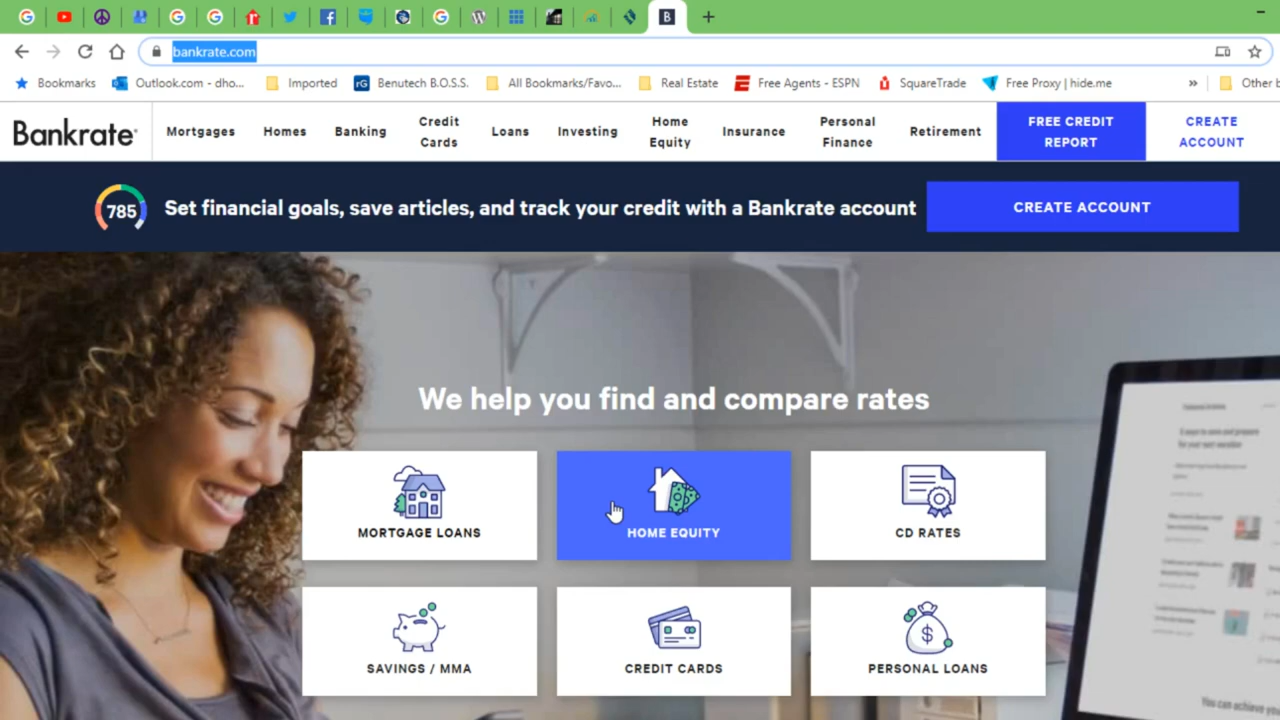 B
bankrate.com
Bookmarks
Outlook.com - dho...
Imported
rG Benutech B.O.S.S.
All Bookmarks/Favo...
Real Estate
Free Agents - ESPN
SquareTrade
Free Proxy | hide.me
»
Other b
Bankrate
Mortgages
Homes
Banking
Credit
Cards
Loans
Investing
Home
Equity
Insurance
Personal
Finance
Retirement
FREE CREDIT
REPORT
CREATE
ACCOUNT
785
Set financial goals, save articles, and track your credit with a Bankrate account
CREATE ACCOUNT
We help you find and compare rates
MORTGAGE LOANS
HOME EQUITY
CD RATES
SAVINGS / MMA
CREDIT CARDS
PERSONAL LOANS